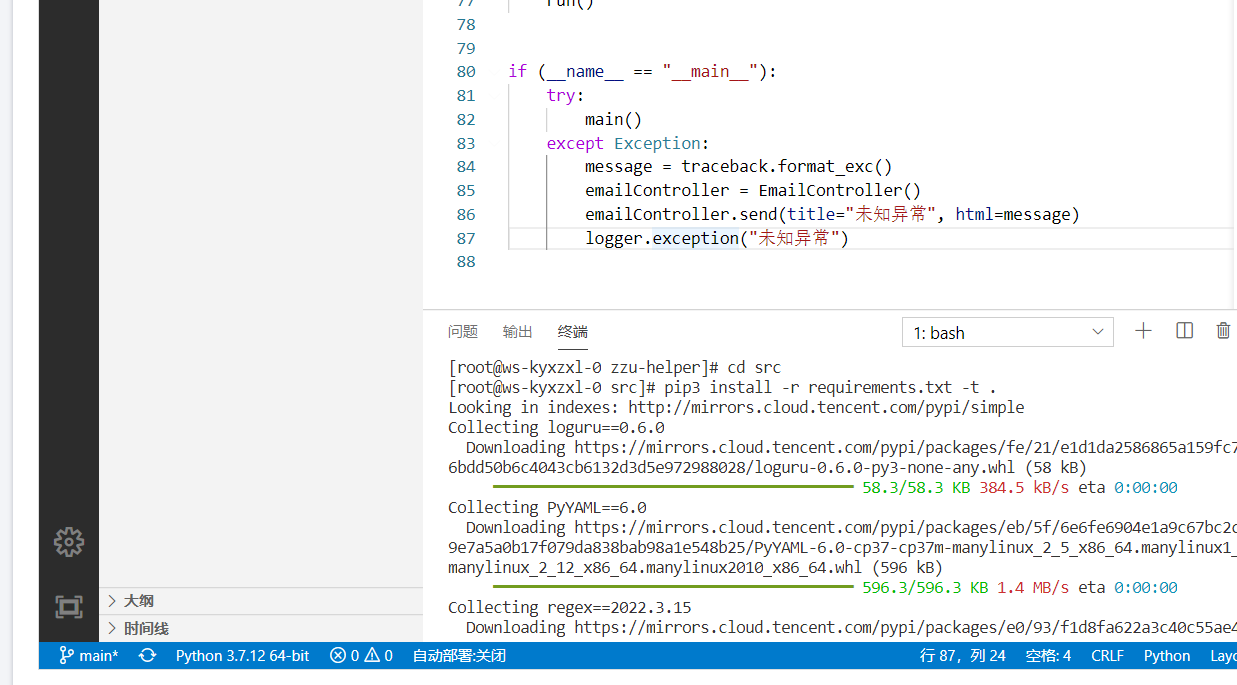 77 run()
78
79
80 if (__name__ == "__main__"):
81 try:
82 main()
83 except Exception:
84 message = traceback.format_exc()
85 emailController = EmailController()
86 emailController.send(title="未知异常", html=message)
87 logger.exception("未知异常")
88
问题 输出 终端 1: bash
[root@ws-kyxzxl-0 zzu-helper]# cd src
[root@ws-kyxzxl-0 src]# pip3 install -r requirements.txt -t .
Looking in indexes: http://mirrors.cloud.tencent.com/pypi/simple
Collecting loguru==0.6.0
Downloading https://mirrors.cloud.tencent.com/pypi/packages/fe/21/e1d1da2586865a159fc7
6bdd50b6c4043cb6132d3d5e972988028/loguru-0.6.0-py3-none-any.whl (58 kB)
58.3/58.3 KB 384.5 kB/s eta 0:00:00
Collecting PyYAML==6.0
Downloading https://mirrors.cloud.tencent.com/pypi/packages/eb/5f/6e6fe6904e1a9c67bc2c
9e7a5a0b17f079da838bab98a1e548b25/PyYAML-6.0-cp37-cp37m-manylinux_2_5_x86_64.manylinux1_
manylinux_2_12_x86_64.manylinux2010_x86_64.whl (596 kB)
596.3/596.3 KB 1.4 MB/s eta 0:00:00
Collecting regex==2022.3.15
Downloading https://mirrors.cloud.tencent.com/pypi/packages/e0/93/f1d8fa622a3c40c55ae4
大纲
时间线
main* Python 3.7.12 64-bit 0 0 自动部署:关闭 行 87，列 24 空格: 4 CRLF Python Layo